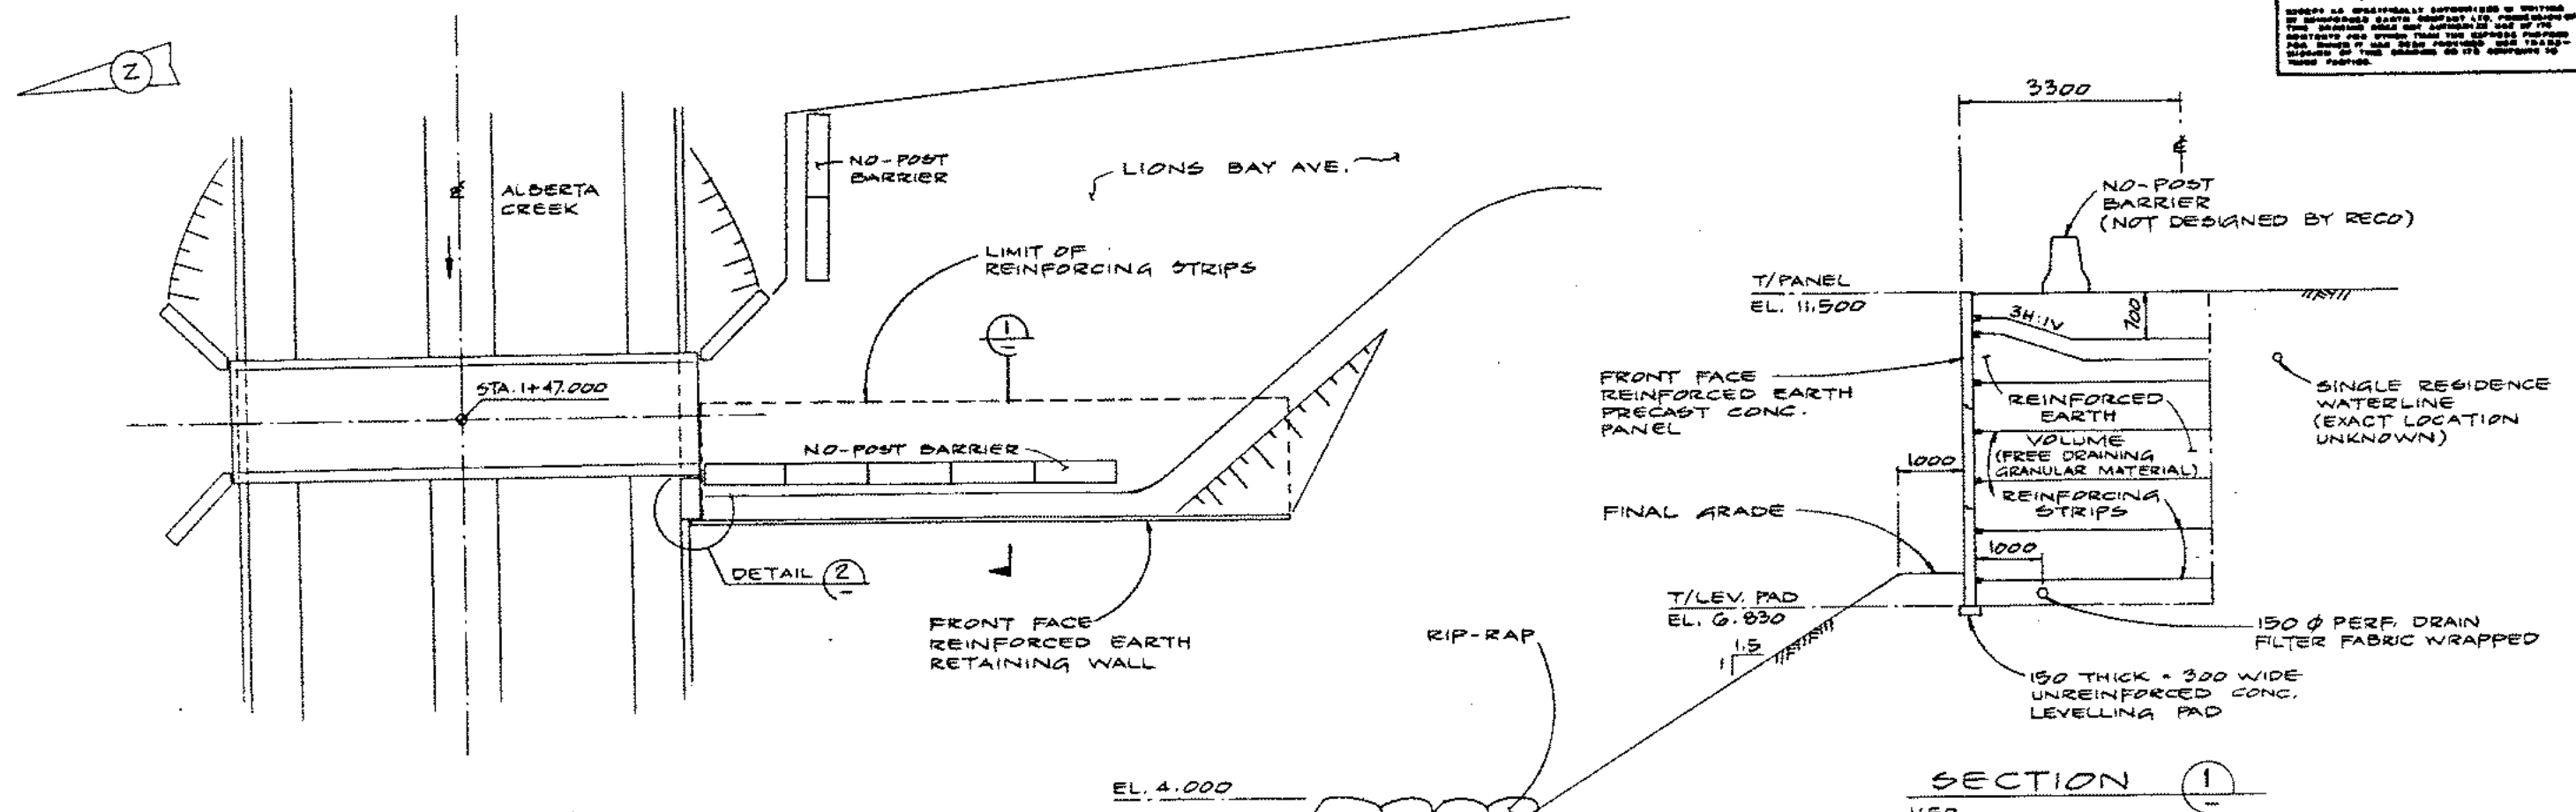 Z
ALBERTA
CREEK
NO-POST
BARRIER
LIONS BAY AVE.
LIMIT OF
REINFORCING STRIPS
1
STA. 1+47.000
NO-POST BARRIER
DETAIL 2
FRONT FACE
REINFORCED EARTH
RETAINING WALL
RIP-RAP
EL. 4.000
3300
NO-POST
BARRIER
(NOT DESIGNED BY RECO)
T/PANEL
EL. 11.500
3H:1V
700
FRONT FACE
REINFORCED EARTH
PRECAST CONC.
PANEL
REINFORCED
EARTH
VOLUME
(FREE DRAINING
GRANULAR MATERIAL)
REINFORCING
STRIPS
SINGLE RESIDENCE
WATERLINE
(EXACT LOCATION
UNKNOWN)
1000
FINAL GRADE
1000
T/LEV. PAD
EL. 6.830
1.5
1
150 Ø PERF. DRAIN
FILTER FABRIC WRAPPED
150 THICK × 300 WIDE
UNREINFORCED CONC.
LEVELLING PAD
SECTION 1